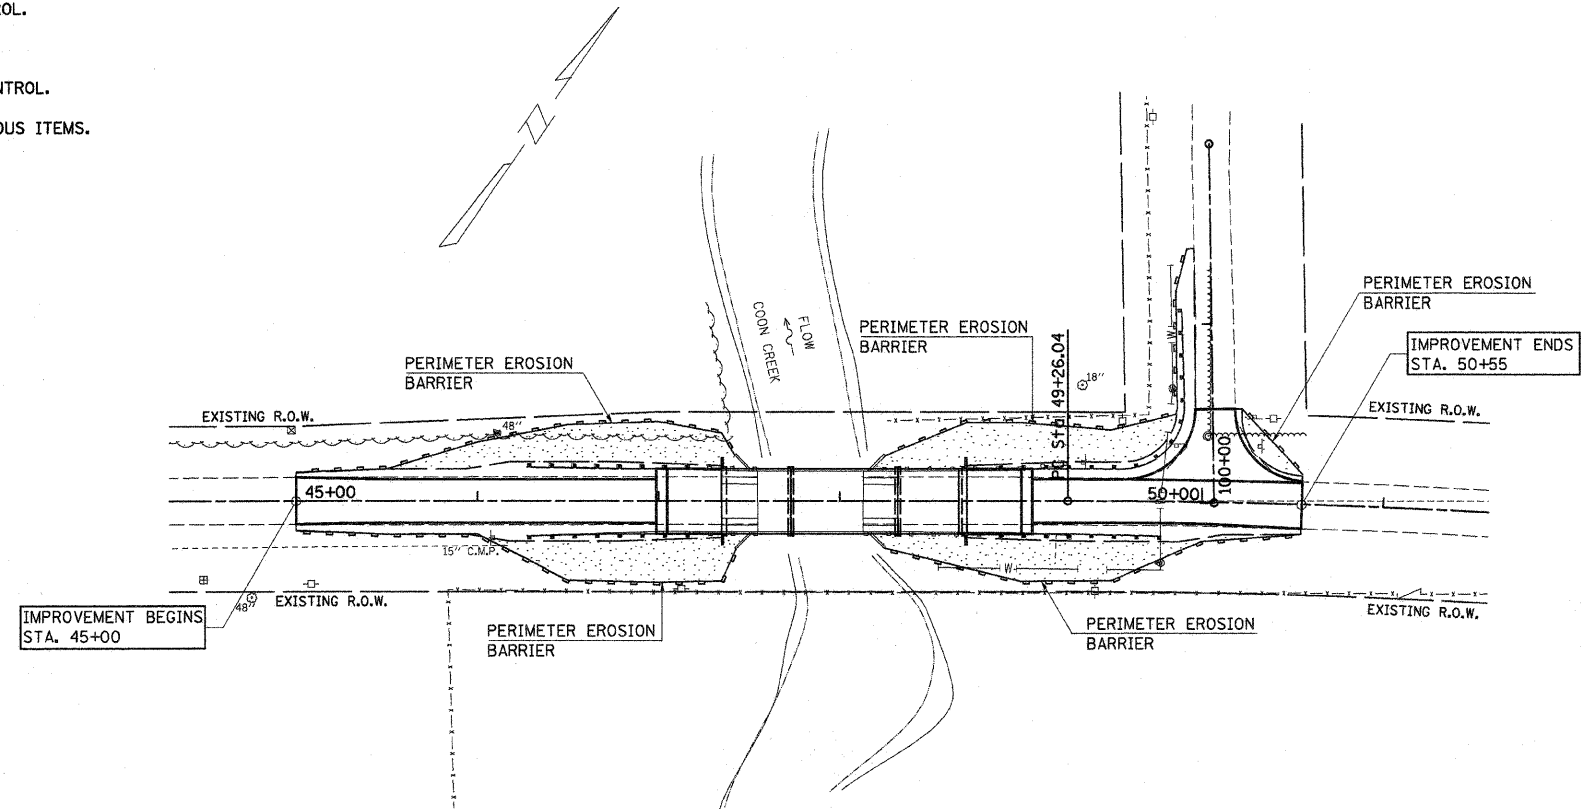 OL.
NTROL.
OUS ITEMS.
PERIMETER EROSION
BARRIER
FLOW
COON CREEK
PERIMETER EROSION
BARRIER
IMPROVEMENT ENDS
STA. 50+55
PERIMETER EROSION
BARRIER
PC Sta 49+26.04
18"
EXISTING R.O.W.
EXISTING R.O.W.
48"
W
45+00
50+00
100+00
15" C.M.P.
W
48"
EXISTING R.O.W.
EXISTING R.O.W.
IMPROVEMENT BEGINS
STA. 45+00
PERIMETER EROSION
BARRIER
PERIMETER EROSION
BARRIER